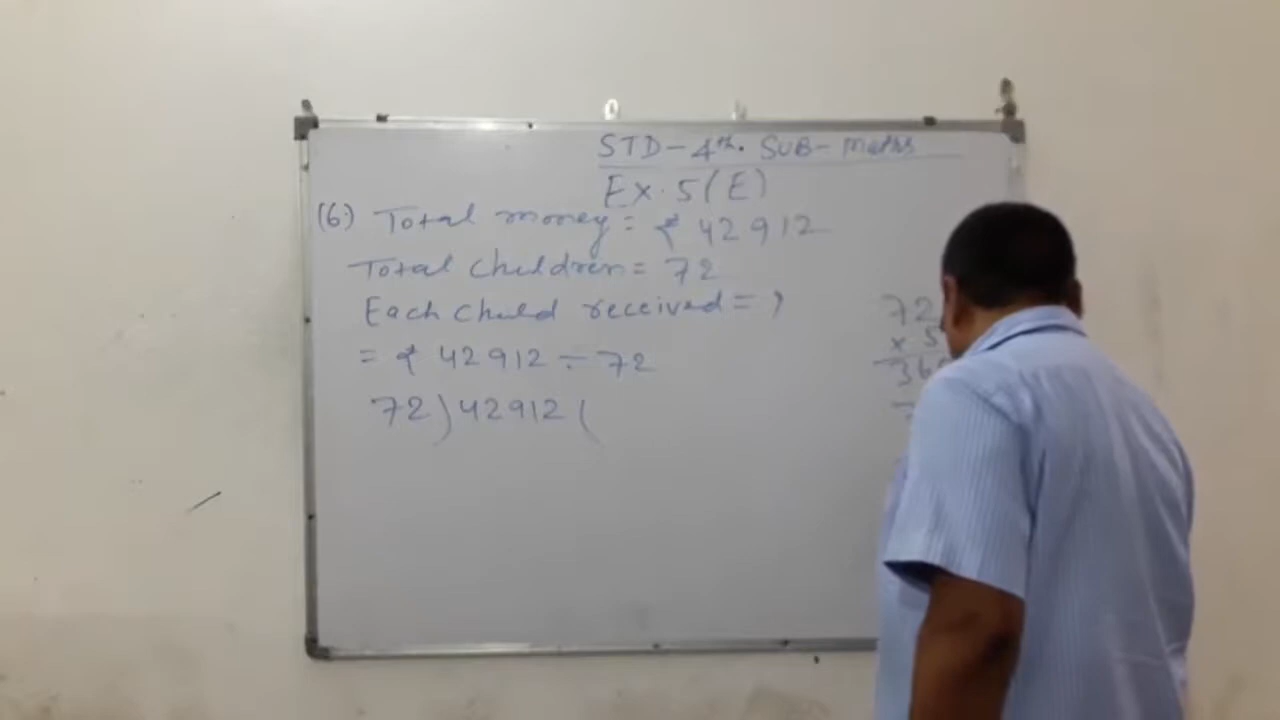 STD - 4th. SUB - Maths
Ex. 5(E)
(6.) Total money = ₹ 42912
Total children = 72
Each child received = ?
= ₹ 42912 ÷ 72
72 ) 42912 (
72
x 5